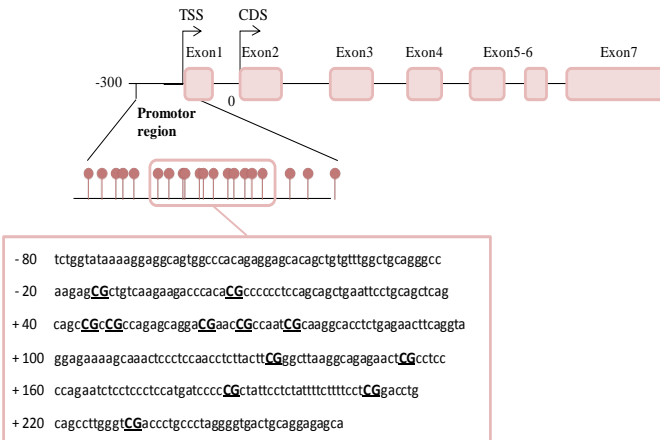 TSS CDS
Exon1 Exon2 Exon3 Exon4 Exon5-6 Exon7
-300
0
Promotor
region
- 80 tctggtataaaaggaggcagtggcccacagaggagcacagctgtgtttggctgcagggcc
- 20 aagagCGctgtcaagaagacccacaCGcccccctccagcagctgaattcctgcagctcag
+ 40 cagcCGcCGccagagcaggaCGaacCGccaatCGcaaggcacctctgagaacttcaggta
+ 100 ggagaaaagcaaactccctccaacctcttacttCGggcttaaggcagagaactCGcctcc
+ 160 ccagaatctcctccctccatgatccccCGctattcctctattttcttttcctCGgacctg
+ 220 cagccttgggtCGaccctgccctaggggtgactgcaggagagca